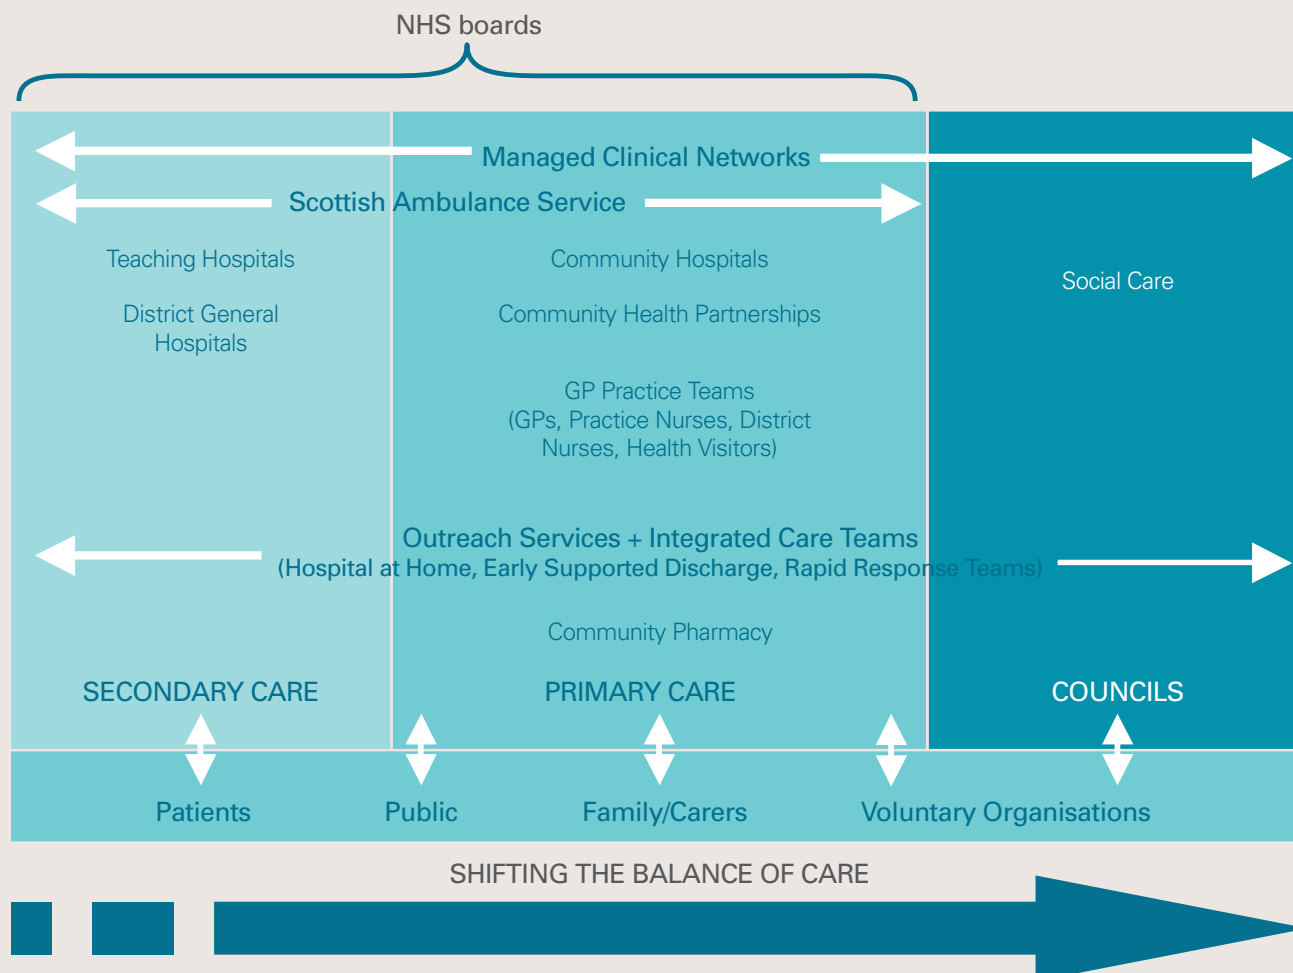 NHS boards
Managed Clinical Networks
Scottish Ambulance Service
Teaching Hospitals
District General
Hospitals
Community Hospitals
Community Health Partnerships
GP Practice Teams
(GPs, Practice Nurses, District
Nurses, Health Visitors)
Social Care
Outreach Services + Integrated Care Teams
(Hospital at Home, Early Supported Discharge, Rapid Response Teams)
Community Pharmacy
SECONDARY CARE
PRIMARY CARE
COUNCILS
Patients
Public
Family/Carers
Voluntary Organisations
SHIFTING THE BALANCE OF CARE